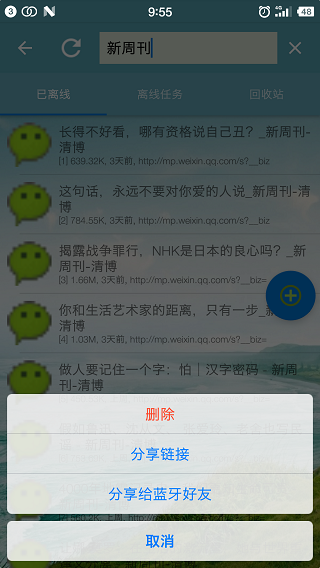 3
9:55
4G
48
新周刊
已离线
离线任务
回收站
长得不好看，哪有资格说自己丑？_新周刊-清博
[1] 639.32K, 3天前, http://mp.weixin.qq.com/s?__biz
这句话，永远不要对你爱的人说_新周刊-清博
[2] 784.55K, 3天前, http://mp.weixin.qq.com/s?__biz
揭露战争罪行，NHK是日本的良心吗？_新周刊-清博
[3] 1.66M, 3天前, http://mp.weixin.qq.com/s?__biz=
你和生活艺术家的距离，只有一步_新
清博
[4] 1.03M, 3天前, http://mp.weixin.qq.com/s?__biz=
做人要记住一个字：怕｜汉字密码 - 新周刊-清博
删除
分享链接
分享给蓝牙好友
取消